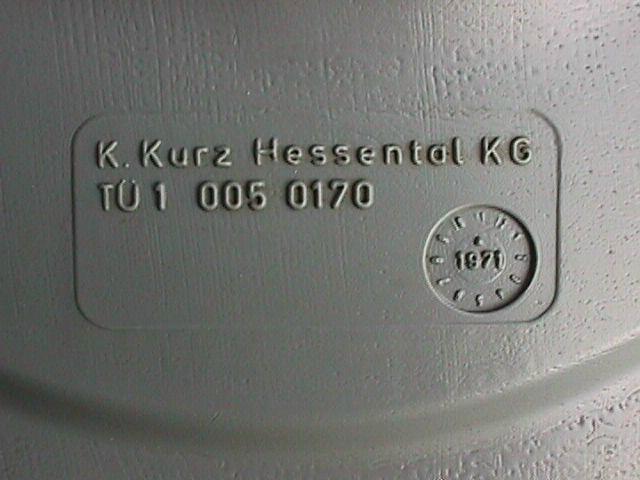 K. Kurz Hessental KG
TÜ 1 005 0170
1971